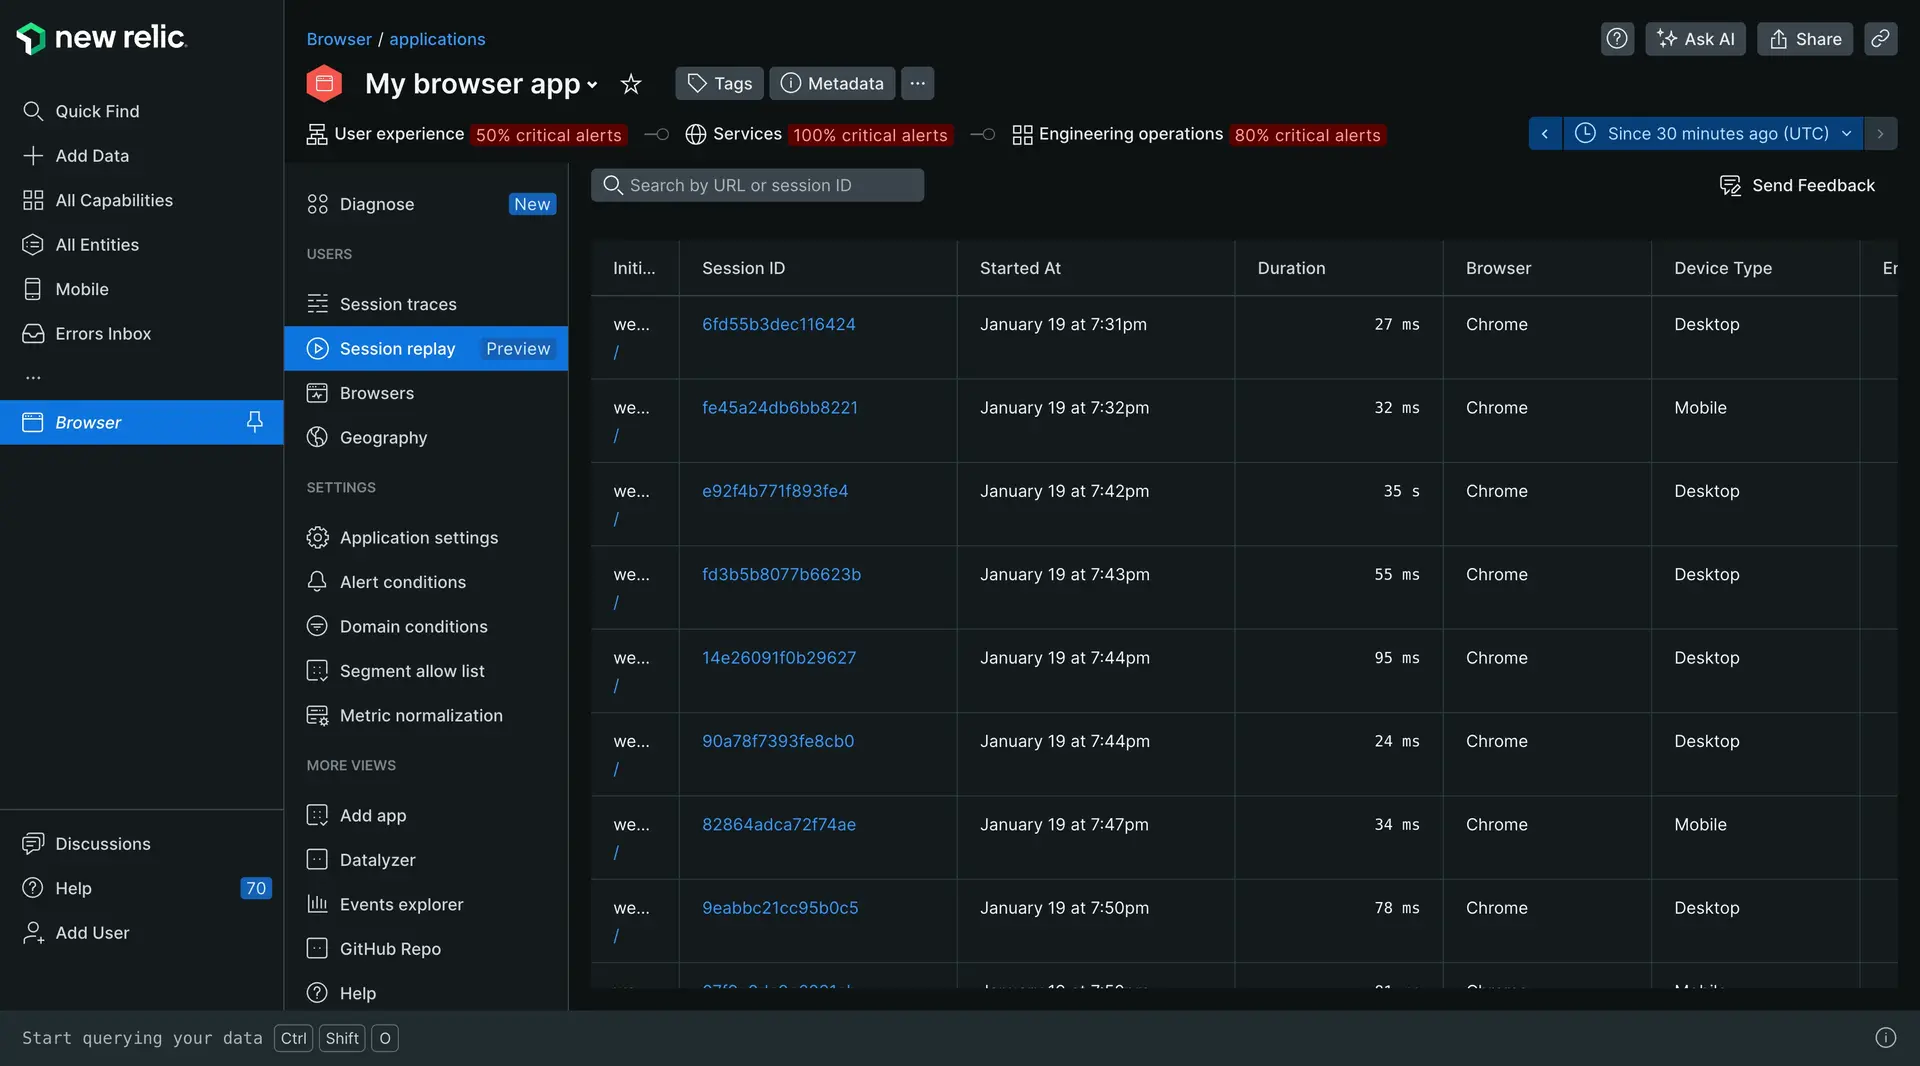 new relic.
Quick Find
Add Data
All Capabilities
All Entities
Mobile
Errors Inbox
...
Browser
Discussions
Help 70
Add User
Browser / applications
Ask AI
Share
My browser app
Tags
Metadata
...
User experience 50% critical alerts
Services 100% critical alerts
Engineering operations 80% critical alerts
Since 30 minutes ago (UTC)
Diagnose New
USERS
Session traces
Session replay Preview
Browsers
Geography
SETTINGS
Application settings
Alert conditions
Domain conditions
Segment allow list
Metric normalization
MORE VIEWS
Add app
Datalyzer
Events explorer
GitHub Repo
Help
Search by URL or session ID
Send Feedback
Initi... Session ID Started At Duration Browser Device Type Er
we... 6fd55b3dec116424 January 19 at 7:31pm 27 ms Chrome Desktop
/
we... fe45a24db6bb8221 January 19 at 7:32pm 32 ms Chrome Mobile
/
we... e92f4b771f893fe4 January 19 at 7:42pm 35 s Chrome Desktop
/
we... fd3b5b8077b6623b January 19 at 7:43pm 55 ms Chrome Desktop
/
we... 14e26091f0b29627 January 19 at 7:44pm 95 ms Chrome Desktop
/
we... 90a78f7393fe8cb0 January 19 at 7:44pm 24 ms Chrome Desktop
/
we... 82864adca72f74ae January 19 at 7:47pm 34 ms Chrome Mobile
/
we... 9eabbc21cc95b0c5 January 19 at 7:50pm 78 ms Chrome Desktop
/
Start querying your data Ctrl Shift O